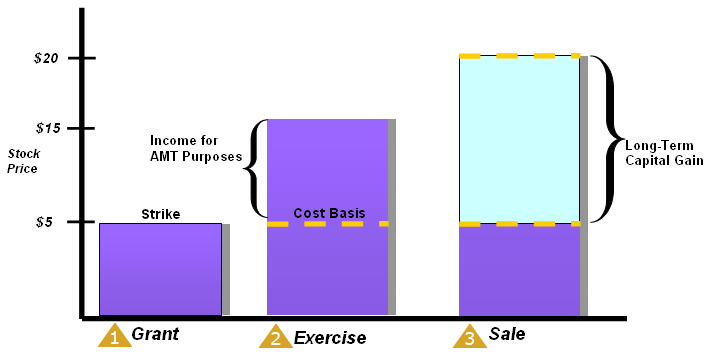 $20
$15
Stock
Price
$5
Strike
Income for
AMT Purposes
Cost Basis
Long-Term
Capital Gain
1 Grant
2 Exercise
3 Sale